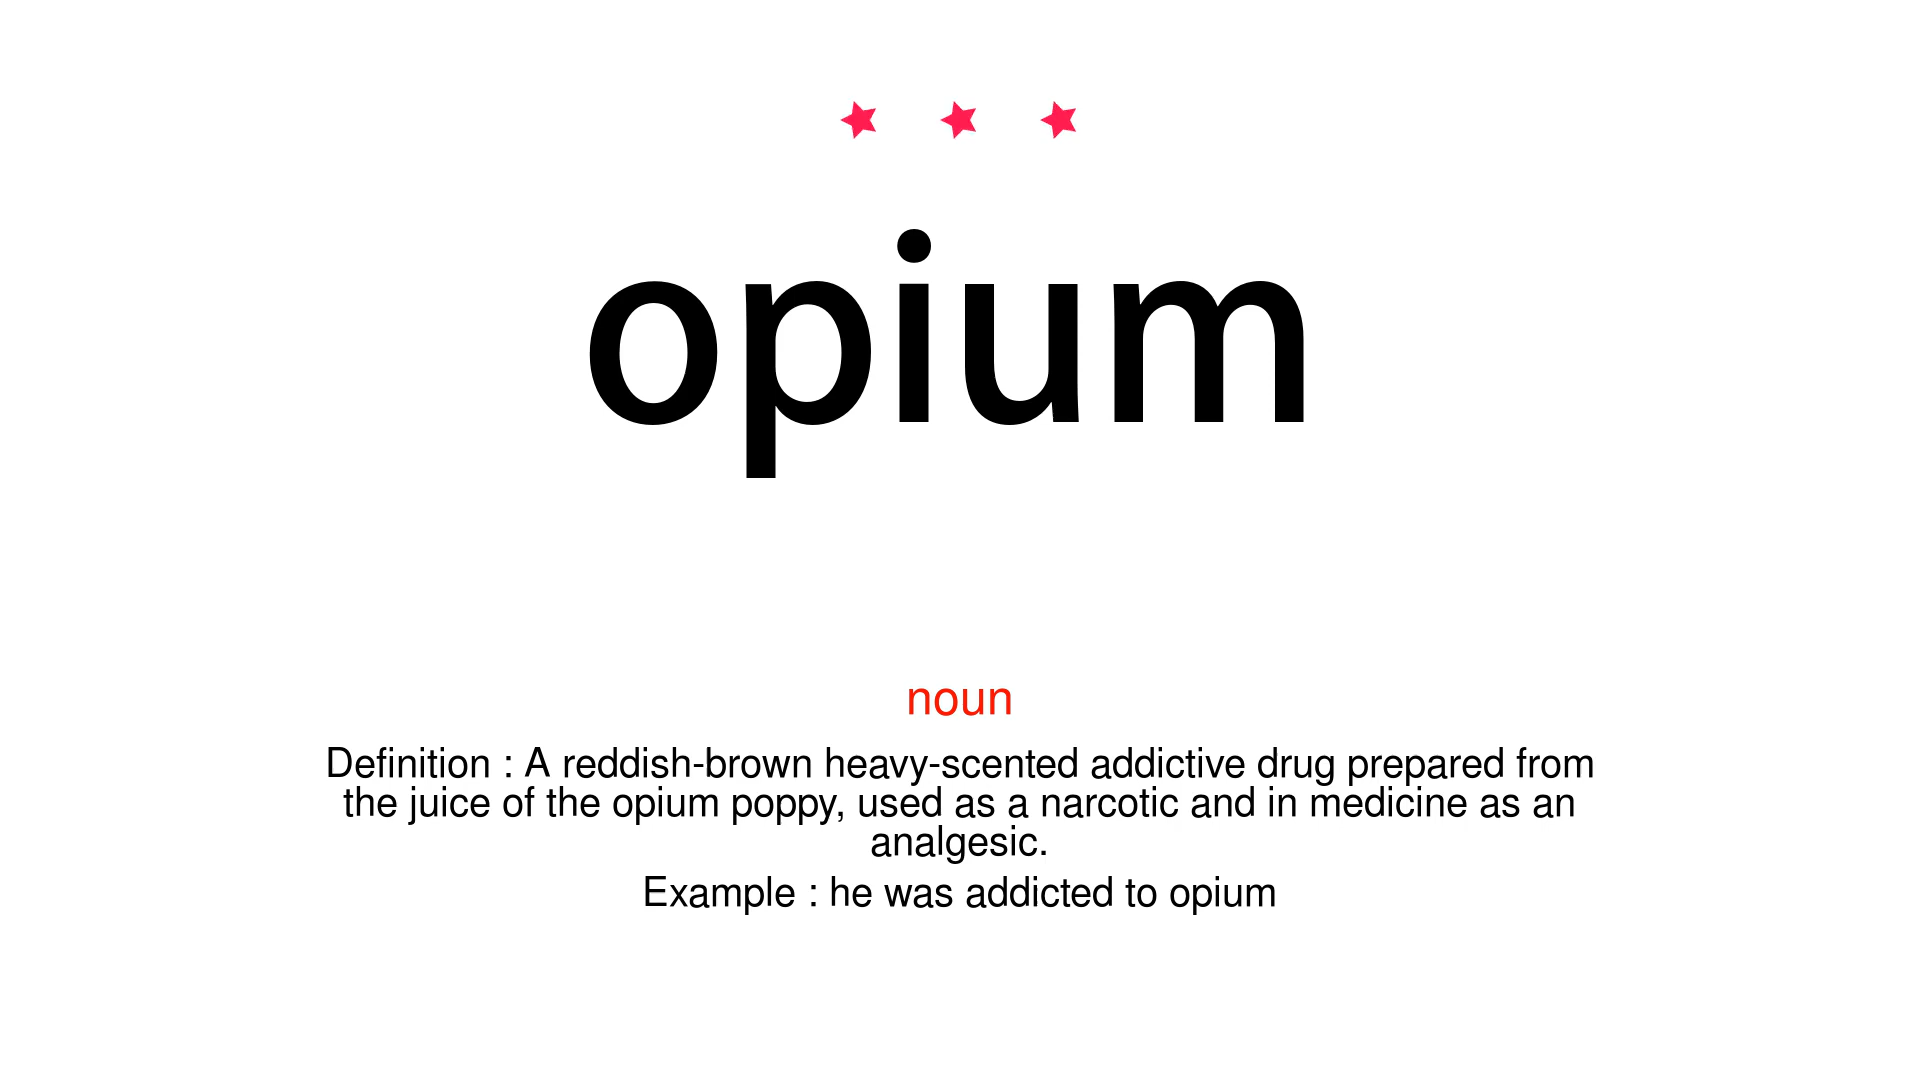 opium
noun
Definition : A reddish-brown heavy-scented addictive drug prepared from
the juice of the opium poppy, used as a narcotic and in medicine as an
analgesic.
Example : he was addicted to opium